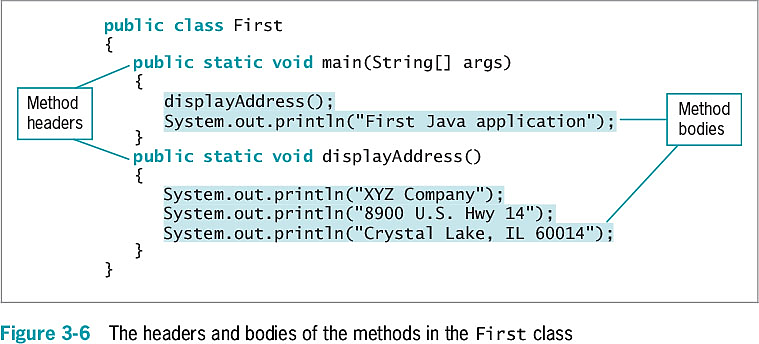 public class First
{
public static void main(String[] args)
{
displayAddress();
System.out.println("First Java application");
}
public static void displayAddress()
{
System.out.println("XYZ Company");
System.out.println("8900 U.S. Hwy 14");
System.out.println("Crystal Lake, IL 60014");
}
}
Method
headers
Method
bodies
Figure 3-6 The headers and bodies of the methods in the First class